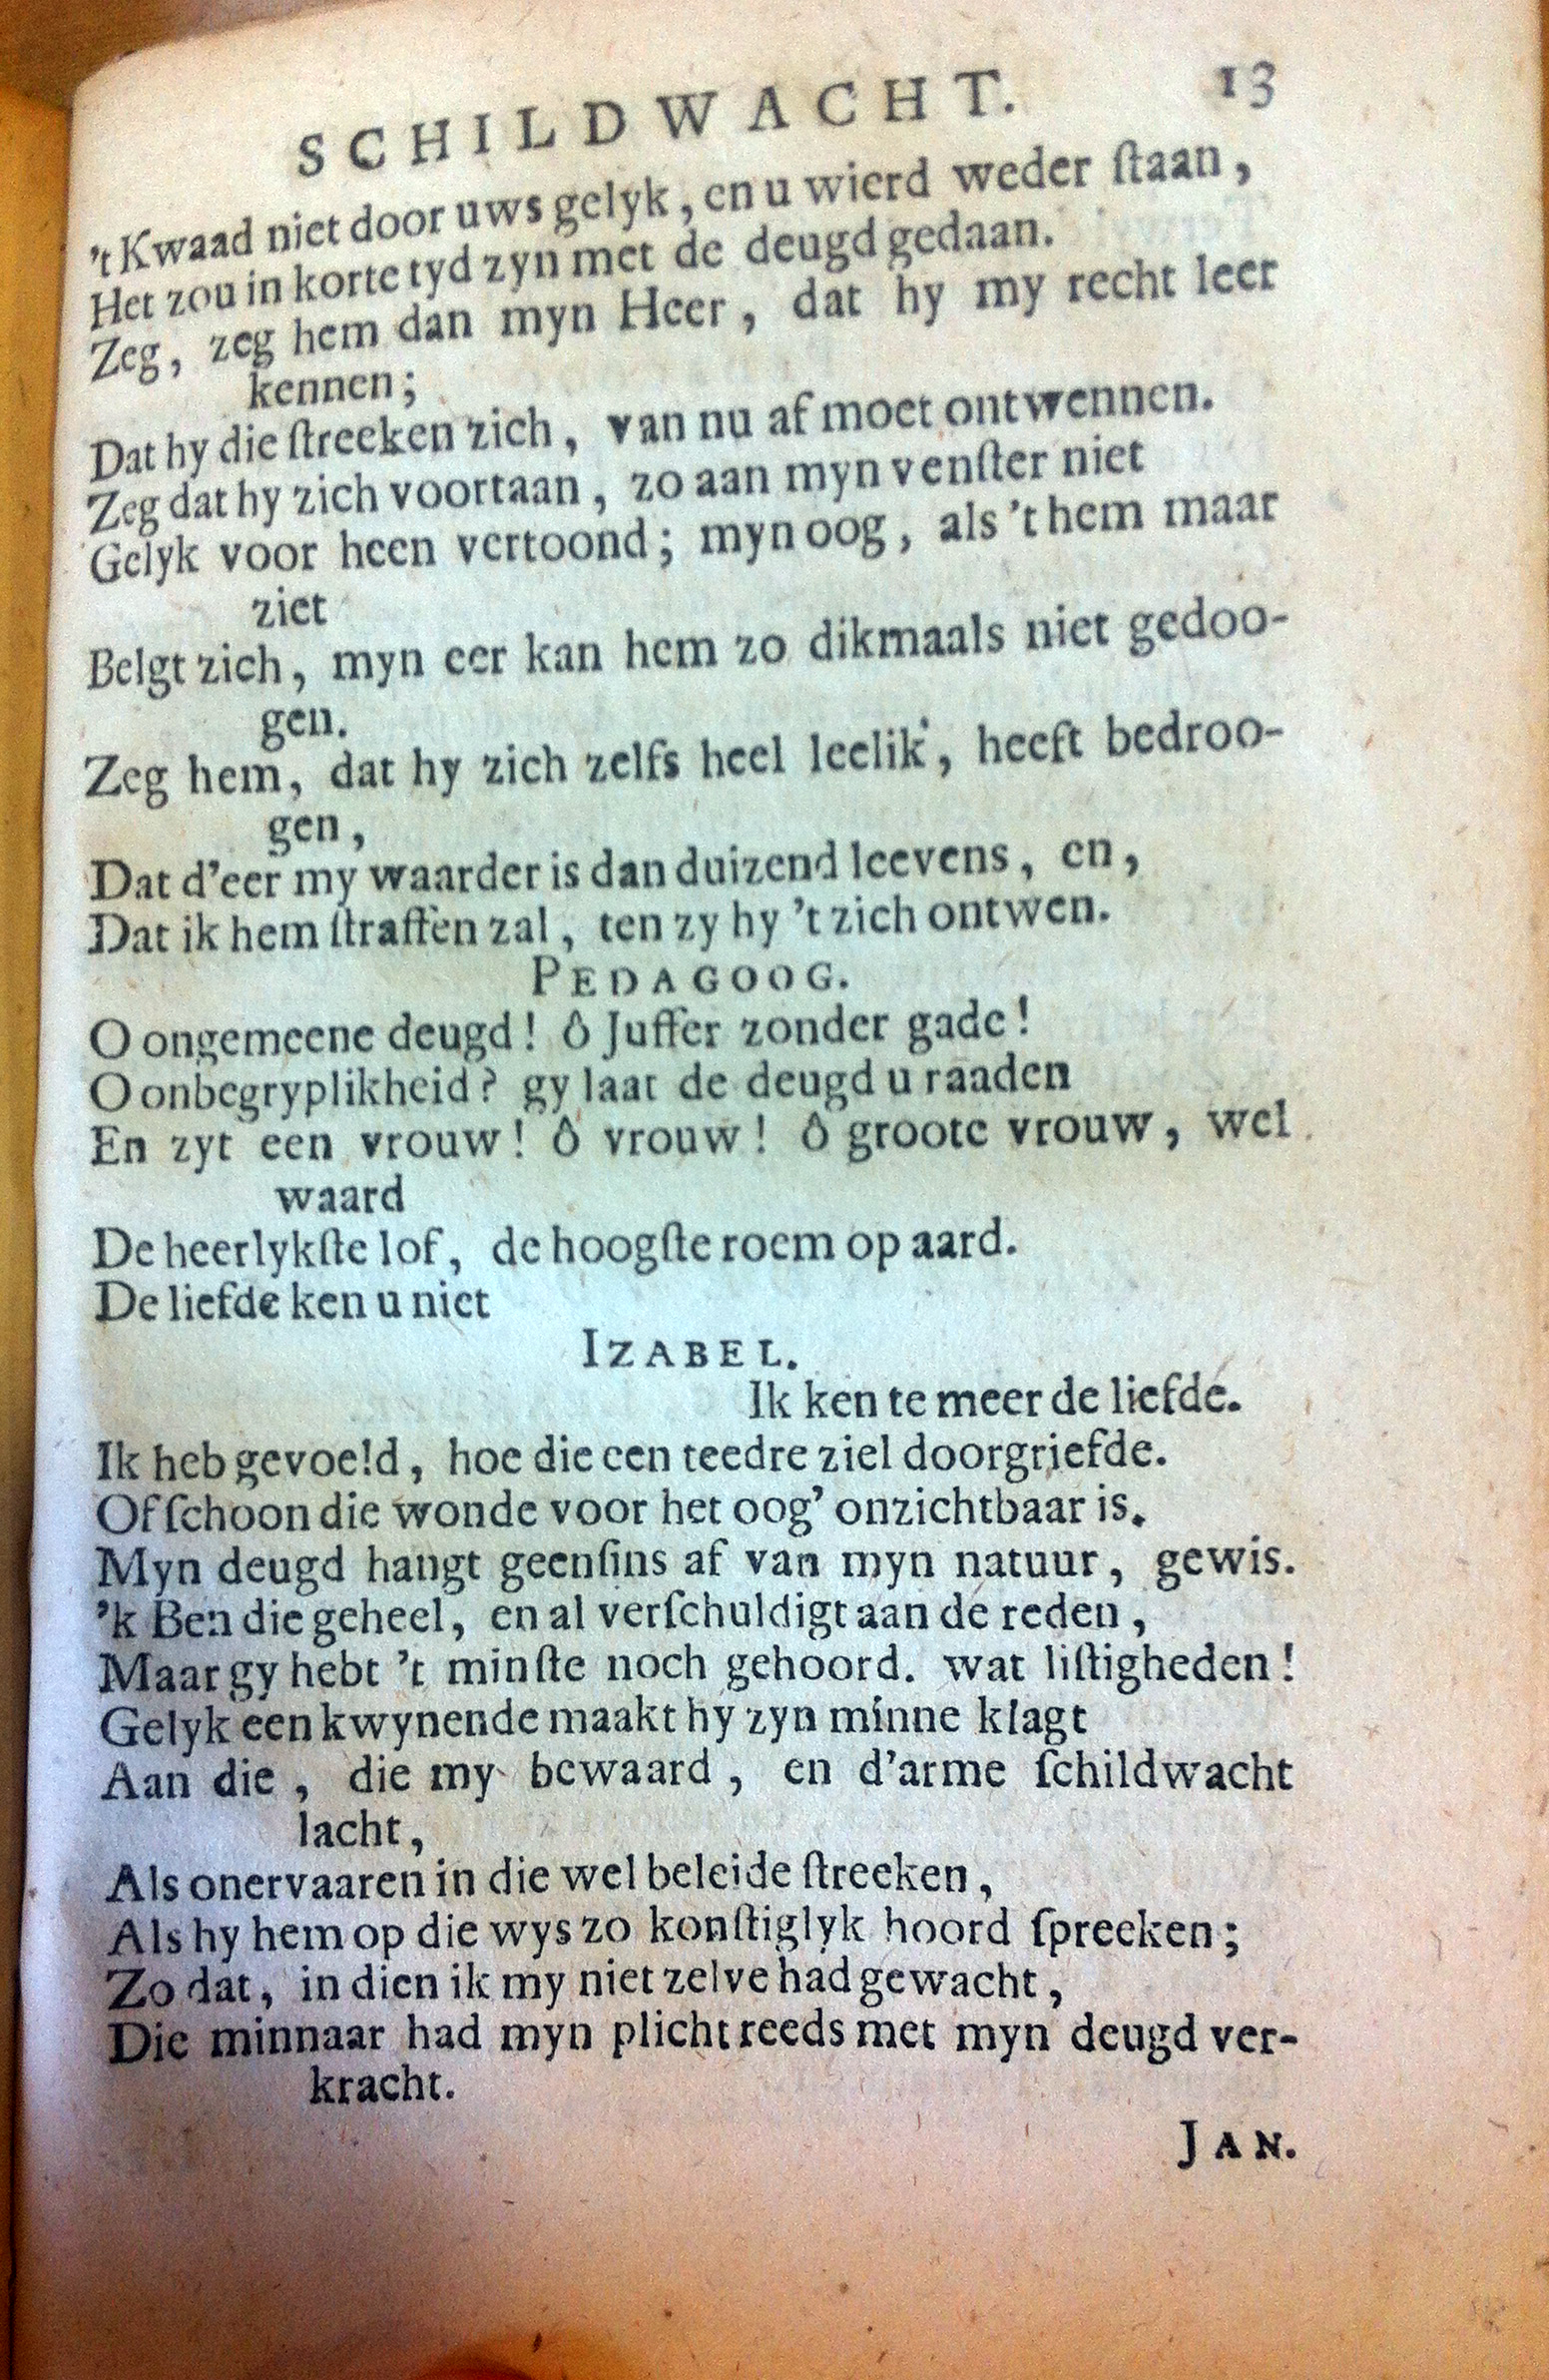 SCHILDWACHT. 13
't Kwaad niet door uws gelyk, en u wierd weder ſtaan,
Het zou in korte tyd zyn met de deugd gedaan.
Zeg, zeg hem dan myn Heer, dat hy my recht leer
kennen;
Dat hy die ſtreeken zich, van nu af moet ontwennen.
Zeg dat hy zich voortaan, zo aan myn venſter niet
Gelyk voor heen vertoond; myn oog, als 't hem maar
ziet
Belgt zich, myn eer kan hem zo dikmaals niet gedoo-
gen.
Zeg hem, dat hy zich zelfs heel leelik, heeft bedroo-
gen,
Dat d'eer my waarder is dan duizend leevens, en,
Dat ik hem ſtraffen zal, ten zy hy 't zich ontwen.
PEDAGOOG.
O ongemeene deugd! ô Juffer zonder gade!
O onbegryplikheid? gy laat de deugd u raaden
En zyt een vrouw! ô vrouw! ô groote vrouw, wel
waard
De heerlykſte lof, de hoogſte roem op aard.
De liefde ken u niet
IZABEL.
Ik ken te meer de liefde.
Ik heb gevoeld, hoe die een teedre ziel doorgriefde.
Of ſchoon die wonde voor het oog' onzichtbaar is.
Myn deugd hangt geenſins af van myn natuur, gewis.
'k Ben die geheel, en al verſchuldigt aan de reden,
Maar gy hebt 't minſte noch gehoord. wat liſtigheden!
Gelyk een kwynende maakt hy zyn minne klagt
Aan die, die my bewaard, en d'arme ſchildwacht
lacht,
Als onervaaren in die wel beleide ſtreeken,
Als hy hem op die wys zo konſtiglyk hoord ſpreeken;
Zo dat, in dien ik my niet zelve had gewacht,
Die minnaar had myn plicht reeds met myn deugd ver-
kracht.
JAN.